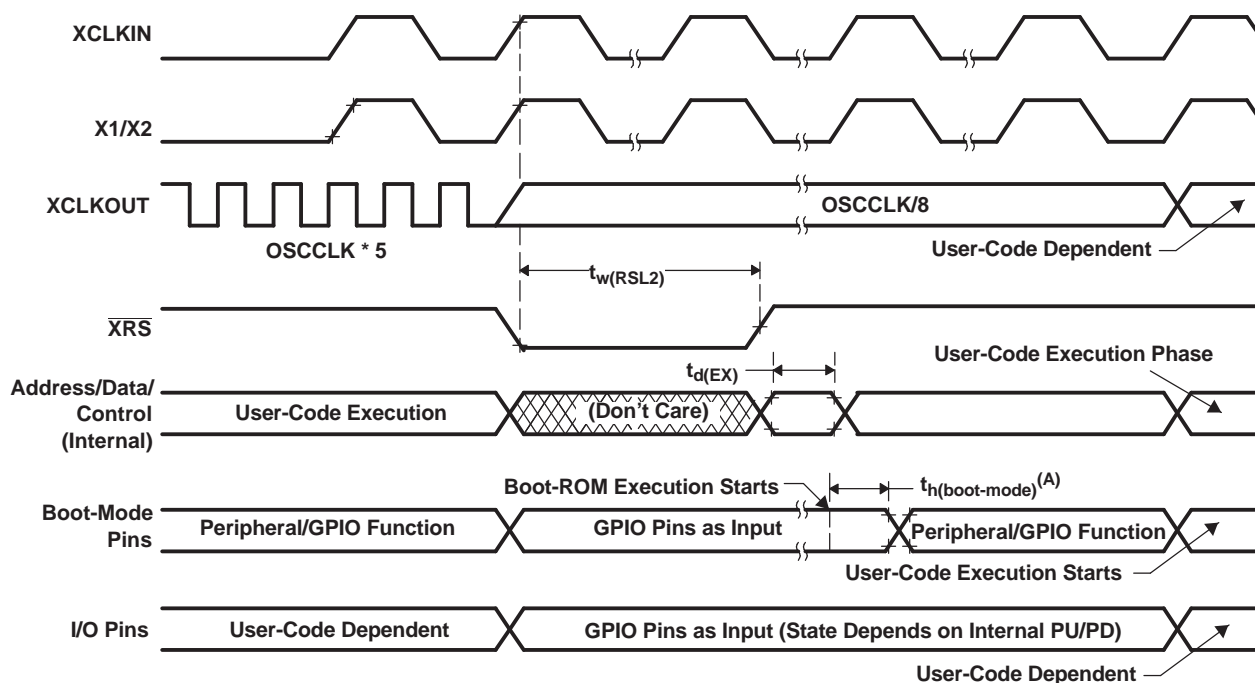 XCLKIN
X1/X2
XCLKOUT
OSCCLK/8
OSCCLK * 5
User-Code Dependent
tw(RSL2)
XRS
User-Code Execution Phase
td(EX)
Address/Data/
Control
(Internal)
User-Code Execution
(Don't Care)
Boot-ROM Execution Starts
th(boot-mode)(A)
Boot-Mode
Pins
Peripheral/GPIO Function
GPIO Pins as Input
Peripheral/GPIO Function
User-Code Execution Starts
I/O Pins
User-Code Dependent
GPIO Pins as Input (State Depends on Internal PU/PD)
User-Code Dependent